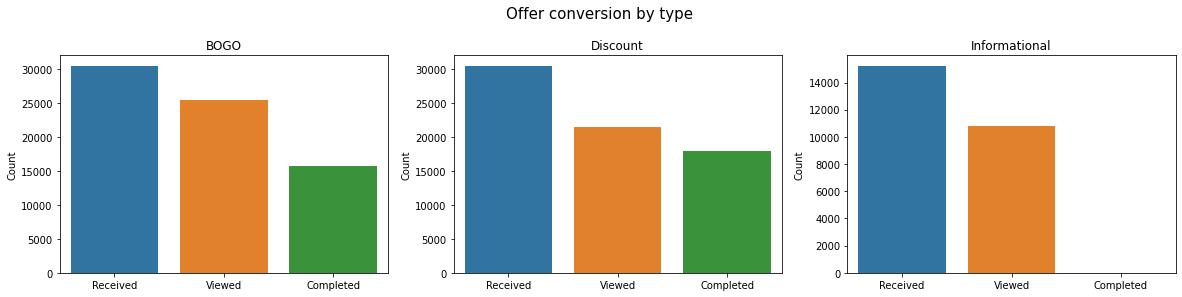 Offer conversion by type
BOGO
Count
30000
25000
20000
15000
10000
5000
0
Received Viewed Completed
Discount
Count
30000
25000
20000
15000
10000
5000
0
Received Viewed Completed
Informational
Count
14000
12000
10000
8000
6000
4000
2000
0
Received Viewed Completed